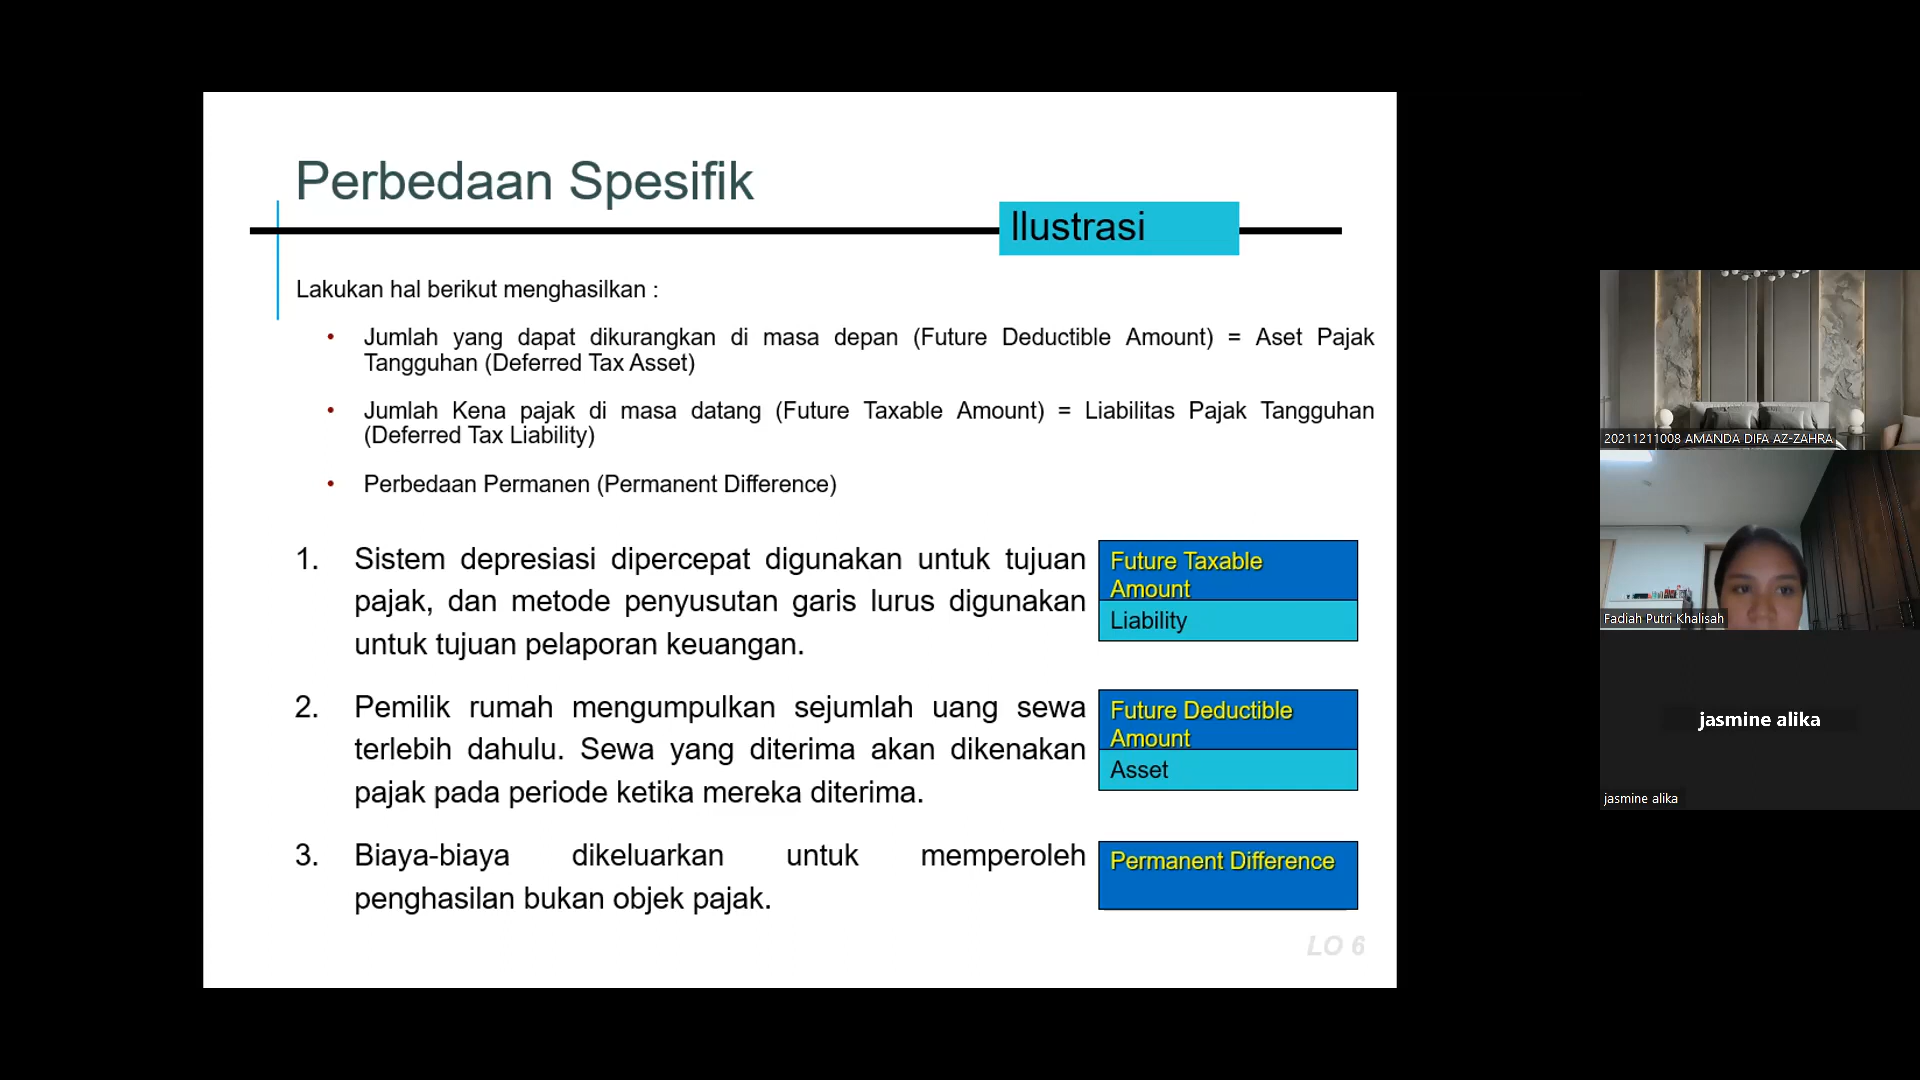 Perbedaan Spesifik
Ilustrasi
Lakukan hal berikut menghasilkan :
• Jumlah yang dapat dikurangkan di masa depan (Future Deductible Amount) = Aset Pajak
Tangguhan (Deferred Tax Asset)
• Jumlah Kena pajak di masa datang (Future Taxable Amount) = Liabilitas Pajak Tangguhan
(Deferred Tax Liability)
• Perbedaan Permanen (Permanent Difference)
1. Sistem depresiasi dipercepat digunakan untuk tujuan
pajak, dan metode penyusutan garis lurus digunakan
untuk tujuan pelaporan keuangan.
Future Taxable
Amount
Liability
2. Pemilik rumah mengumpulkan sejumlah uang sewa
terlebih dahulu. Sewa yang diterima akan dikenakan
pajak pada periode ketika mereka diterima.
Future Deductible
Amount
Asset
3. Biaya-biaya dikeluarkan untuk memperoleh
penghasilan bukan objek pajak.
Permanent Difference
LO 6
20211211008 AMANDA DIFA AZ-ZAHRA
Fadiah Putri Khalisah
jasmine alika
jasmine alika